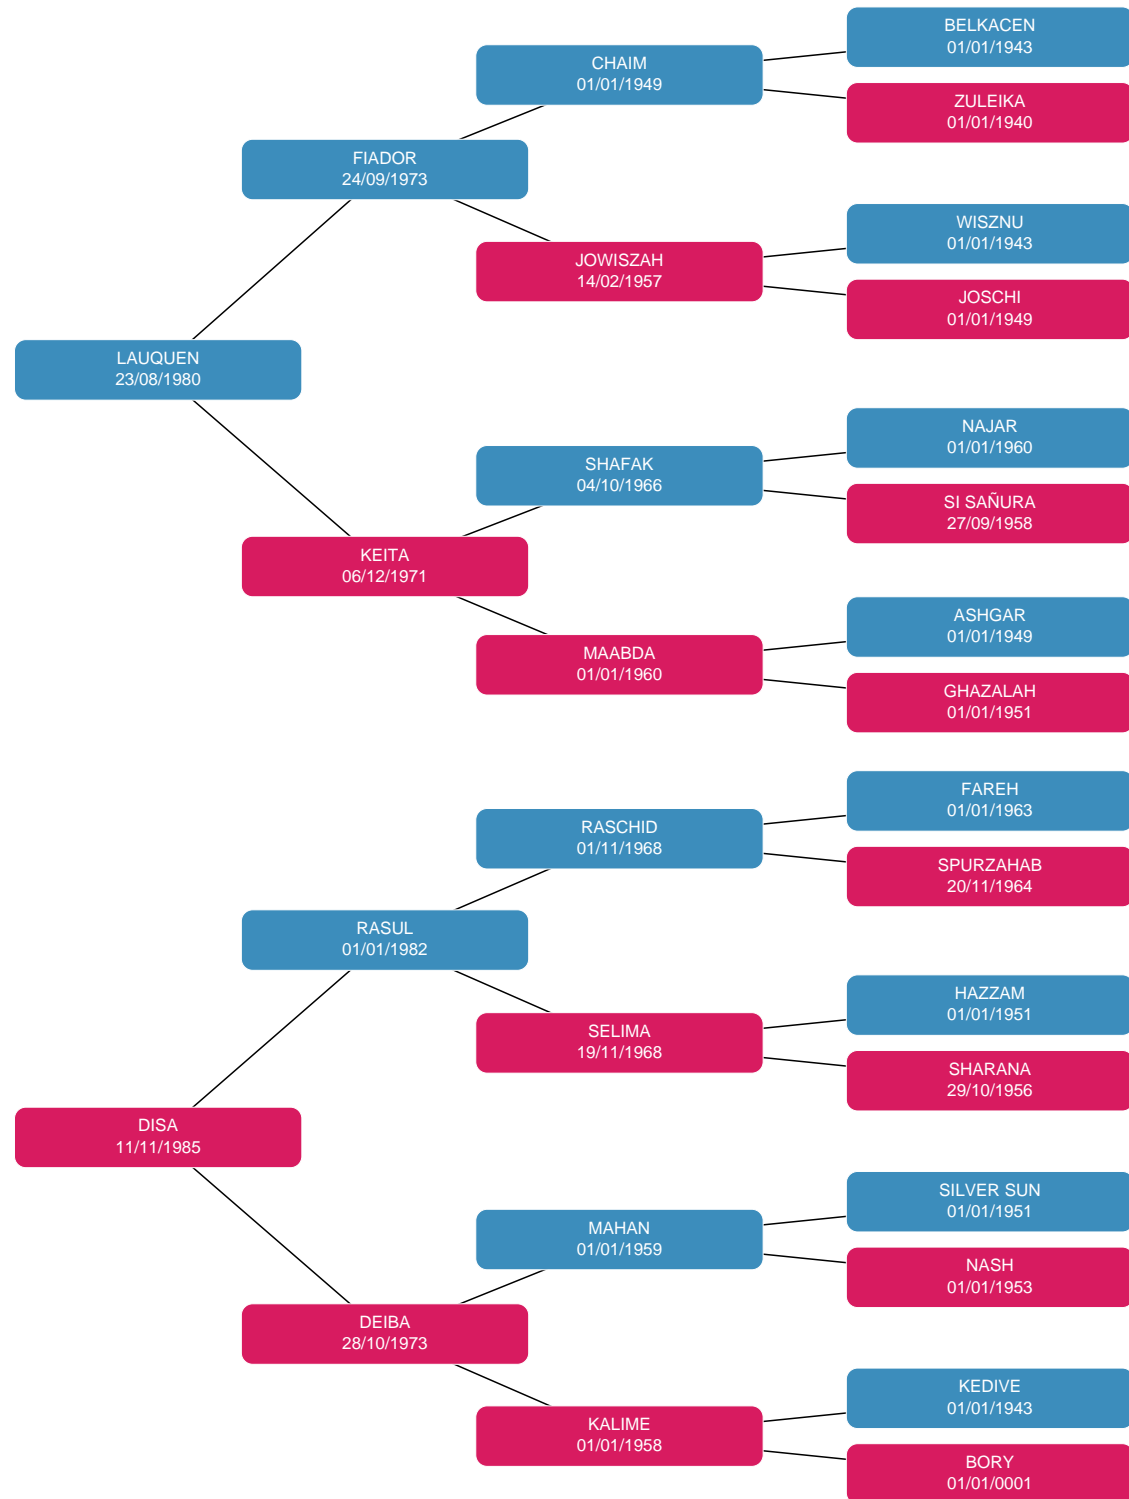 BELKACEN
01/01/1943
CHAIM
01/01/1949
ZULEIKA
01/01/1940
FIADOR
24/09/1973
WISZNU
01/01/1943
JOWISZAH
14/02/1957
JOSCHI
01/01/1949
LAUQUEN
23/08/1980
NAJAR
01/01/1960
SHAFAK
04/10/1966
SI SAÑURA
27/09/1958
KEITA
06/12/1971
ASHGAR
01/01/1949
MAABDA
01/01/1960
GHAZALAH
01/01/1951
FAREH
01/01/1963
RASCHID
01/11/1968
SPURZAHAB
20/11/1964
RASUL
01/01/1982
HAZZAM
01/01/1951
SELIMA
19/11/1968
SHARANA
29/10/1956
DISA
11/11/1985
SILVER SUN
01/01/1951
MAHAN
01/01/1959
NASH
01/01/1953
DEIBA
28/10/1973
KEDIVE
01/01/1943
KALIME
01/01/1958
BORY
01/01/0001